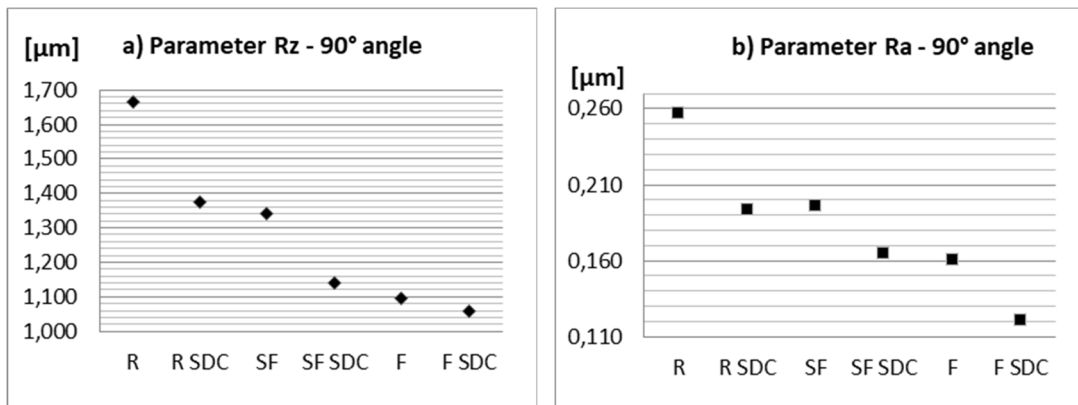 [µm] a) Parameter Rz - 90° angle
1,700
1,600
1,500
1,400
1,300
1,200
1,100
1,000
R R SDC SF SF SDC F F SDC
b) Parameter Ra - 90° angle
[µm]
0,260
0,210
0,160
0,110
R R SDC SF SF SDC F F SDC